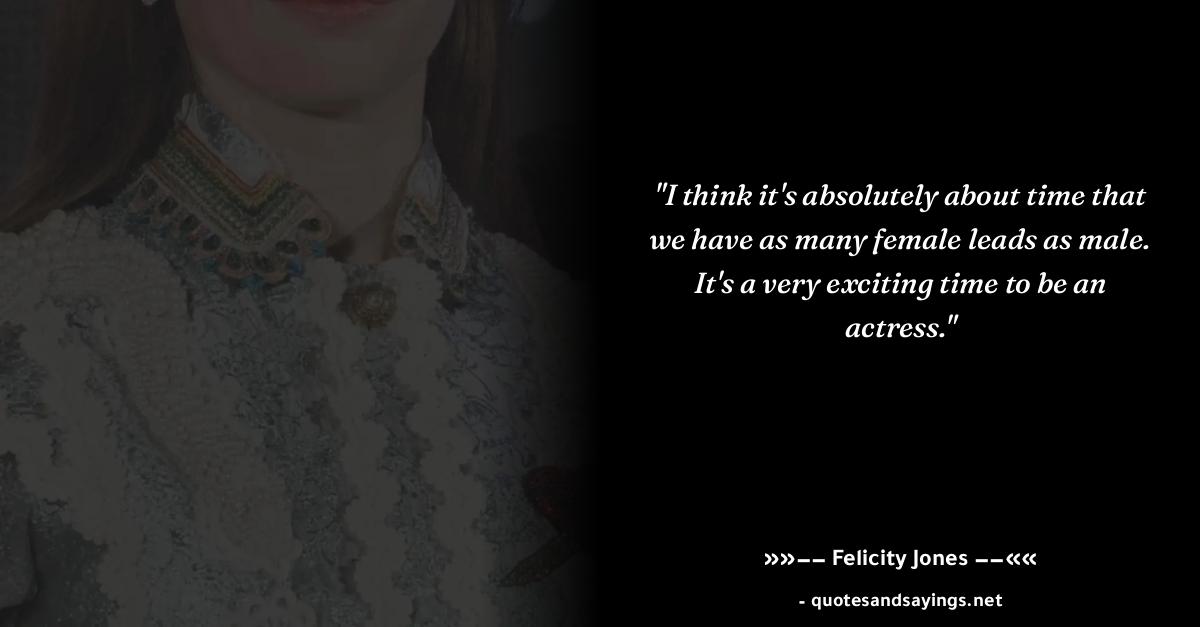 "I think it's absolutely about time that
we have as many female leads as male.
It's a very exciting time to be an
actress."
»»−− Felicity Jones −−««
- quotesandsayings.net